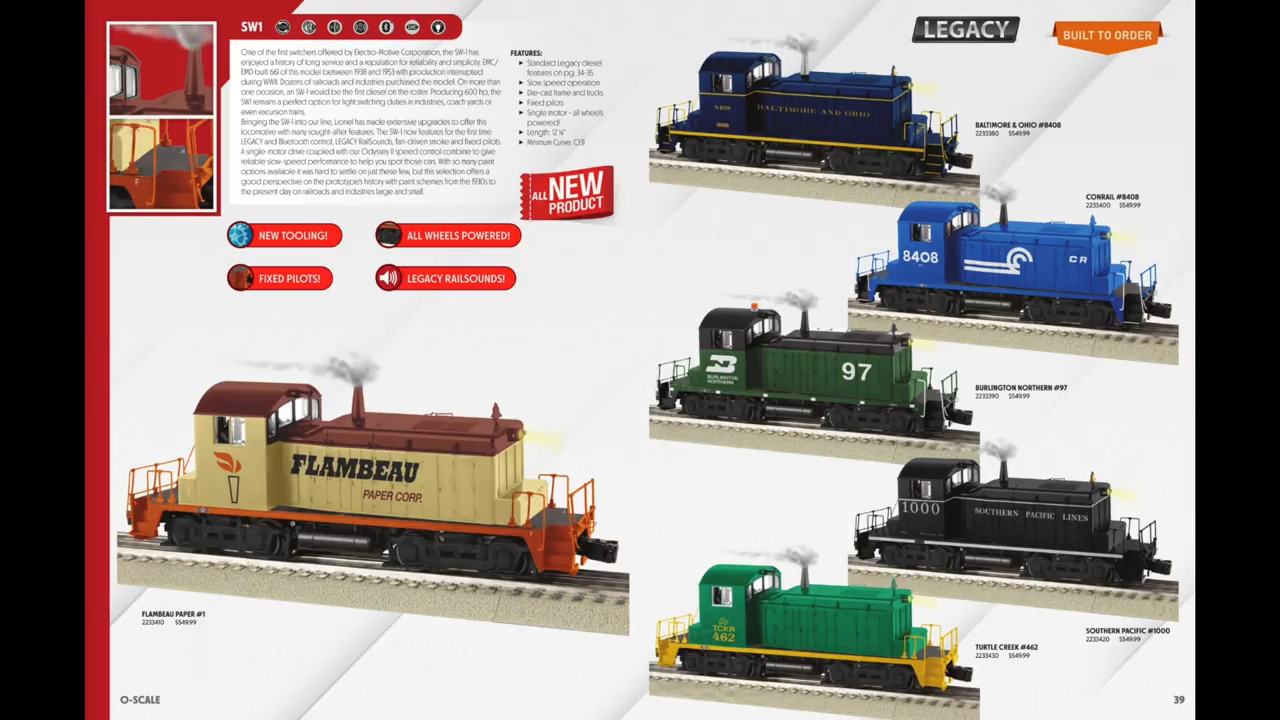 SW1
One of the first switchers offered by Electro-Motive Corporation, the SW-1 has
enjoyed a history of long service and a reputation for reliability and simplicity. EMC/
EMD built 661 of this model between 1938 and 1953 with production interrupted
during WWII. Dozens of railroads and industries purchased the model. On more than
one occasion, an SW-1 would be the first diesel on the roster. Producing 600 hp, the
SW1 remains a perfect option for light switching duties in industries, coach yards or
even excursion trains.
Bringing the SW-1 into our line, Lionel has made extensive upgrades to offer this
locomotive with many sought-after features. The SW-1 now features for the first time
LEGACY and Bluetooth control, LEGACY RailSounds, fan-driven smoke and fixed pilots.
A single-motor drive coupled with our Odyssey II speed control combine to give
reliable slow-speed performance to help you spot those cars. With so many paint
options available it was hard to settle on just these few, but this selection offers a
good perspective on the prototype's history with paint schemes from the 1930s to
the present day on railroads and industries large and small.
FEATURES:
► Standard Legacy diesel
features on pg. 34-35
► Slow speed operation
► Die-cast frame and trucks
► Fixed pilots
► Single motor - all wheels
powered!
► Length: 12 ¼"
► Minimum Curve: O31
ALL NEW
PRODUCT
NEW TOOLING!
ALL WHEELS POWERED!
FIXED PILOTS!
LEGACY RAILSOUNDS!
LEGACY
BUILT TO ORDER
8408
BALTIMORE AND OHIO
BALTIMORE & OHIO #8408
2233380 $549.99
CONRAIL #8408
2233400 $549.99
8408
CR
BURLINGTON
NORTHERN
97
BURLINGTON NORTHERN #97
2233390 $549.99
1000
SOUTHERN PACIFIC LINES
SOUTHERN PACIFIC #1000
2233420 $549.99
FLAMBEAU
PAPER CORP.
FLAMBEAU PAPER #1
2233410 $549.99
TCKR
462
TURTLE CREEK #462
2233430 $549.99
O-SCALE
39